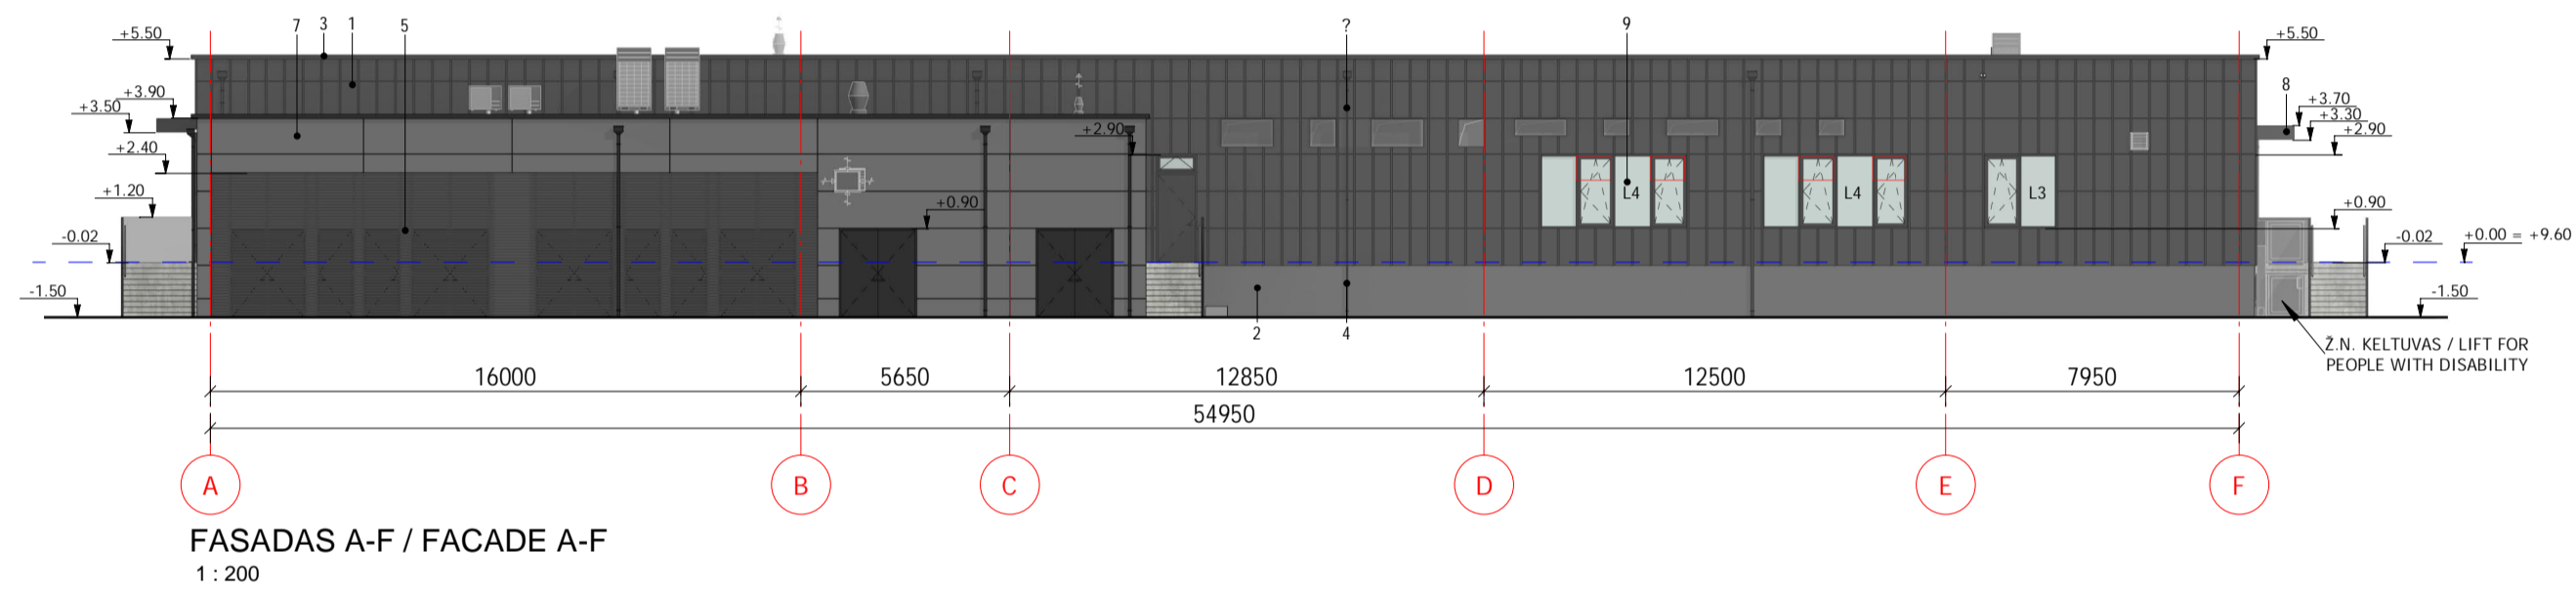 7 3 1 5 ? 9
+5.50 +5.50
+3.90 8
+3.50 +3.70
+3.30
+2.90 +2.90
+2.40
L4 L4 L3
+1.20
+0.90 +0.90
-0.02 -0.02 +0.00 = +9.60
-1.50 -1.50
2 4
Ž.N. KELTUVAS / LIFT FOR
PEOPLE WITH DISABILITY
16000 5650 12850 12500 7950
54950
A B C D E F
FASADAS A-F / FACADE A-F
1 : 200